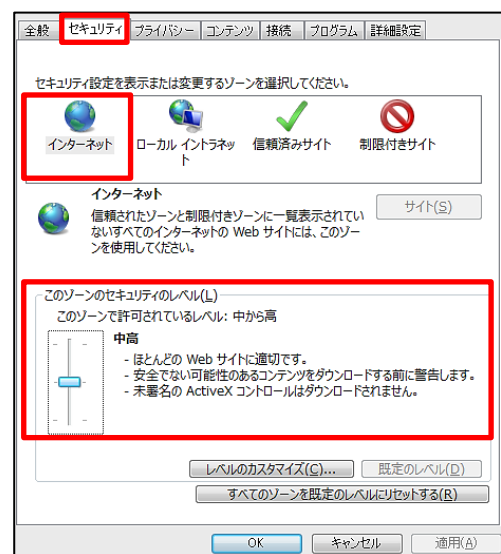 全般 セキュリティ プライバシー コンテンツ 接続 プログラム 詳細設定
セキュリティ設定を表示または変更するゾーンを選択してください。
インターネット ローカル イントラネッ 信頼済みサイト 制限付きサイト
ト
インターネット
サイト(S)
信頼されたゾーンと制限付きゾーンに一覧表示されてい
ないすべてのインターネットの Web サイトには、このゾー
ンを使用してください。
このゾーンのセキュリティのレベル(L)
このゾーンで許可されているレベル: 中から高
中高
- ほとんどの Web サイトに適切です。
- 安全でない可能性のあるコンテンツをダウンロードする前に警告します。
- 未署名の ActiveX コントロールはダウンロードされません。
レベルのカスタマイズ(C)... 既定のレベル(D)
すべてのゾーンを既定のレベルにリセットする(R)
OK キャンセル 適用(A)